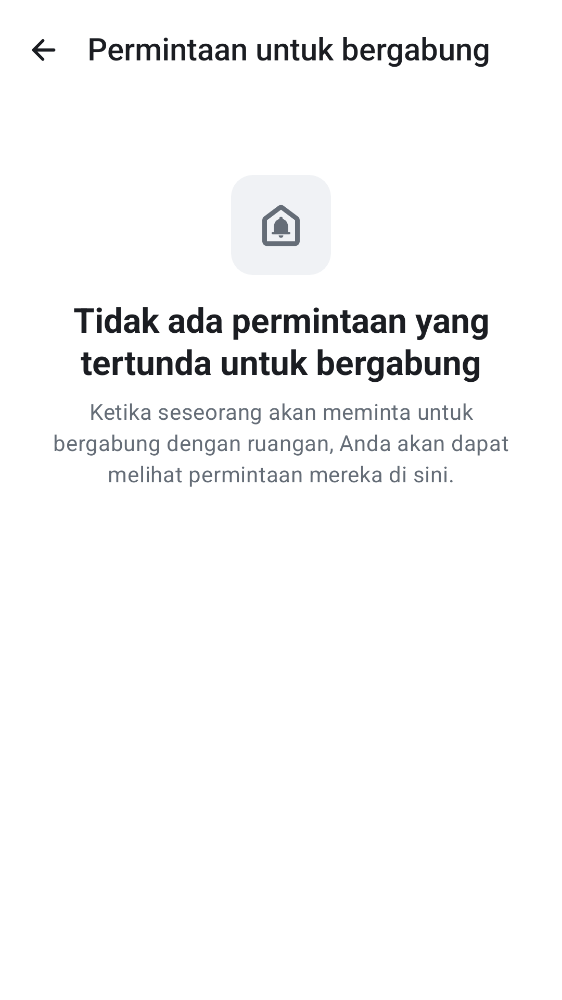 Permintaan untuk bergabung
Tidak ada permintaan yang
tertunda untuk bergabung
Ketika seseorang akan meminta untuk
bergabung dengan ruangan, Anda akan dapat
melihat permintaan mereka di sini.